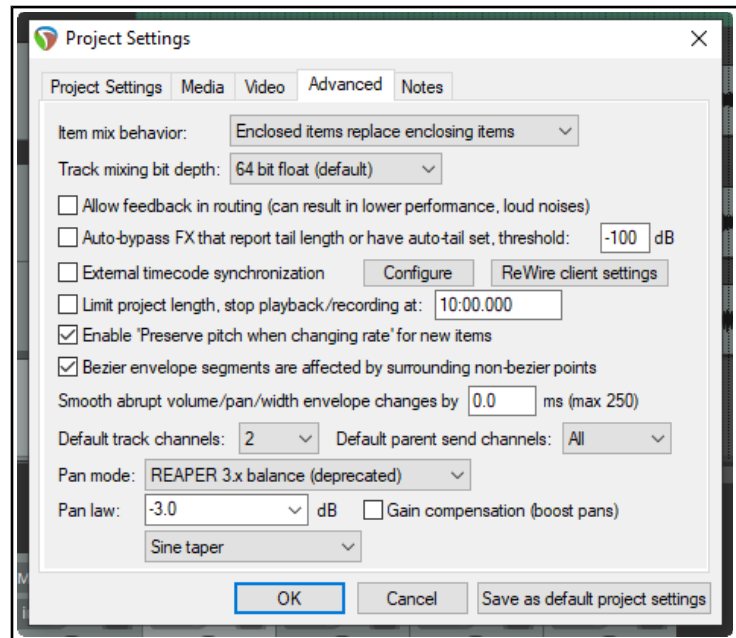 Project Settings
Project Settings Media Video Advanced Notes
Item mix behavior: Enclosed items replace enclosing items
Track mixing bit depth: 64 bit float (default)
Allow feedback in routing (can result in lower performance, loud noises)
Auto-bypass FX that report tail length or have auto-tail set, threshold: -100 dB
External timecode synchronization Configure ReWire client settings
Limit project length, stop playback/recording at: 10:00.000
Enable 'Preserve pitch when changing rate' for new items
Bezier envelope segments are affected by surrounding non-bezier points
Smooth abrupt volume/pan/width envelope changes by 0.0 ms (max 250)
Default track channels: 2 Default parent send channels: All
Pan mode: REAPER 3.x balance (deprecated)
Pan law: -3.0 dB Gain compensation (boost pans)
Sine taper
OK Cancel Save as default project settings